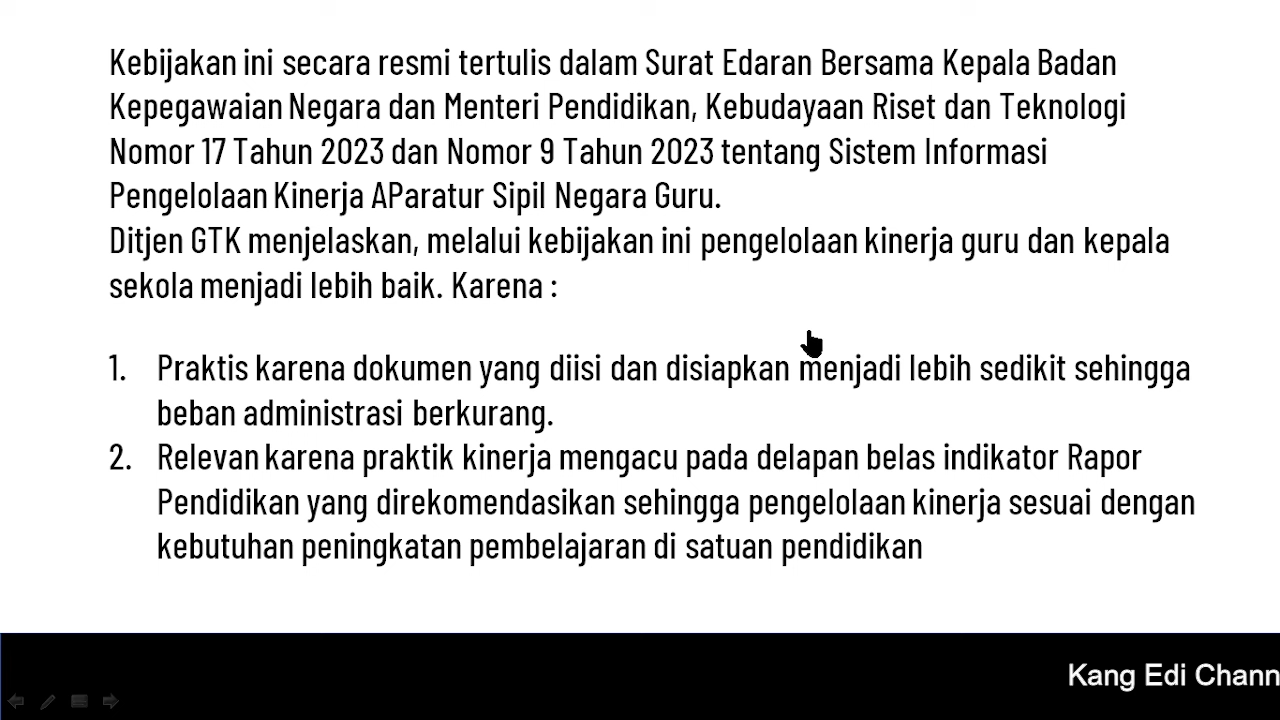 Kebijakan ini secara resmi tertulis dalam Surat Edaran Bersama Kepala Badan
Kepegawaian Negara dan Menteri Pendidikan, Kebudayaan Riset dan Teknologi
Nomor 17 Tahun 2023 dan Nomor 9 Tahun 2023 tentang Sistem Informasi
Pengelolaan Kinerja AParatur Sipil Negara Guru.
Ditjen GTK menjelaskan, melalui kebijakan ini pengelolaan kinerja guru dan kepala
sekola menjadi lebih baik. Karena :
1. Praktis karena dokumen yang diisi dan disiapkan menjadi lebih sedikit sehingga
beban administrasi berkurang.
2. Relevan karena praktik kinerja mengacu pada delapan belas indikator Rapor
Pendidikan yang direkomendasikan sehingga pengelolaan kinerja sesuai dengan
kebutuhan peningkatan pembelajaran di satuan pendidikan
Kang Edi Chann